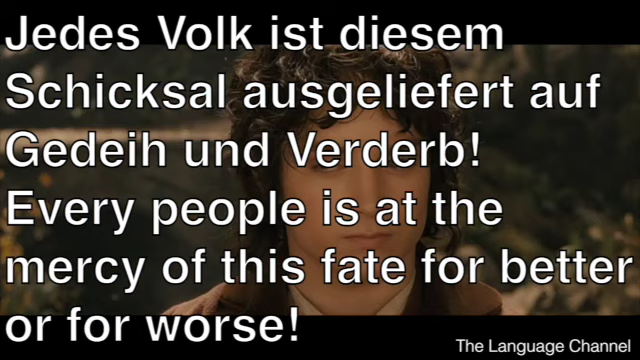 Jedes Volk ist diesem
Schicksal ausgeliefert auf
Gedeih und Verderb!
Every people is at the
mercy of this fate for better
or for worse!
The Language Channel